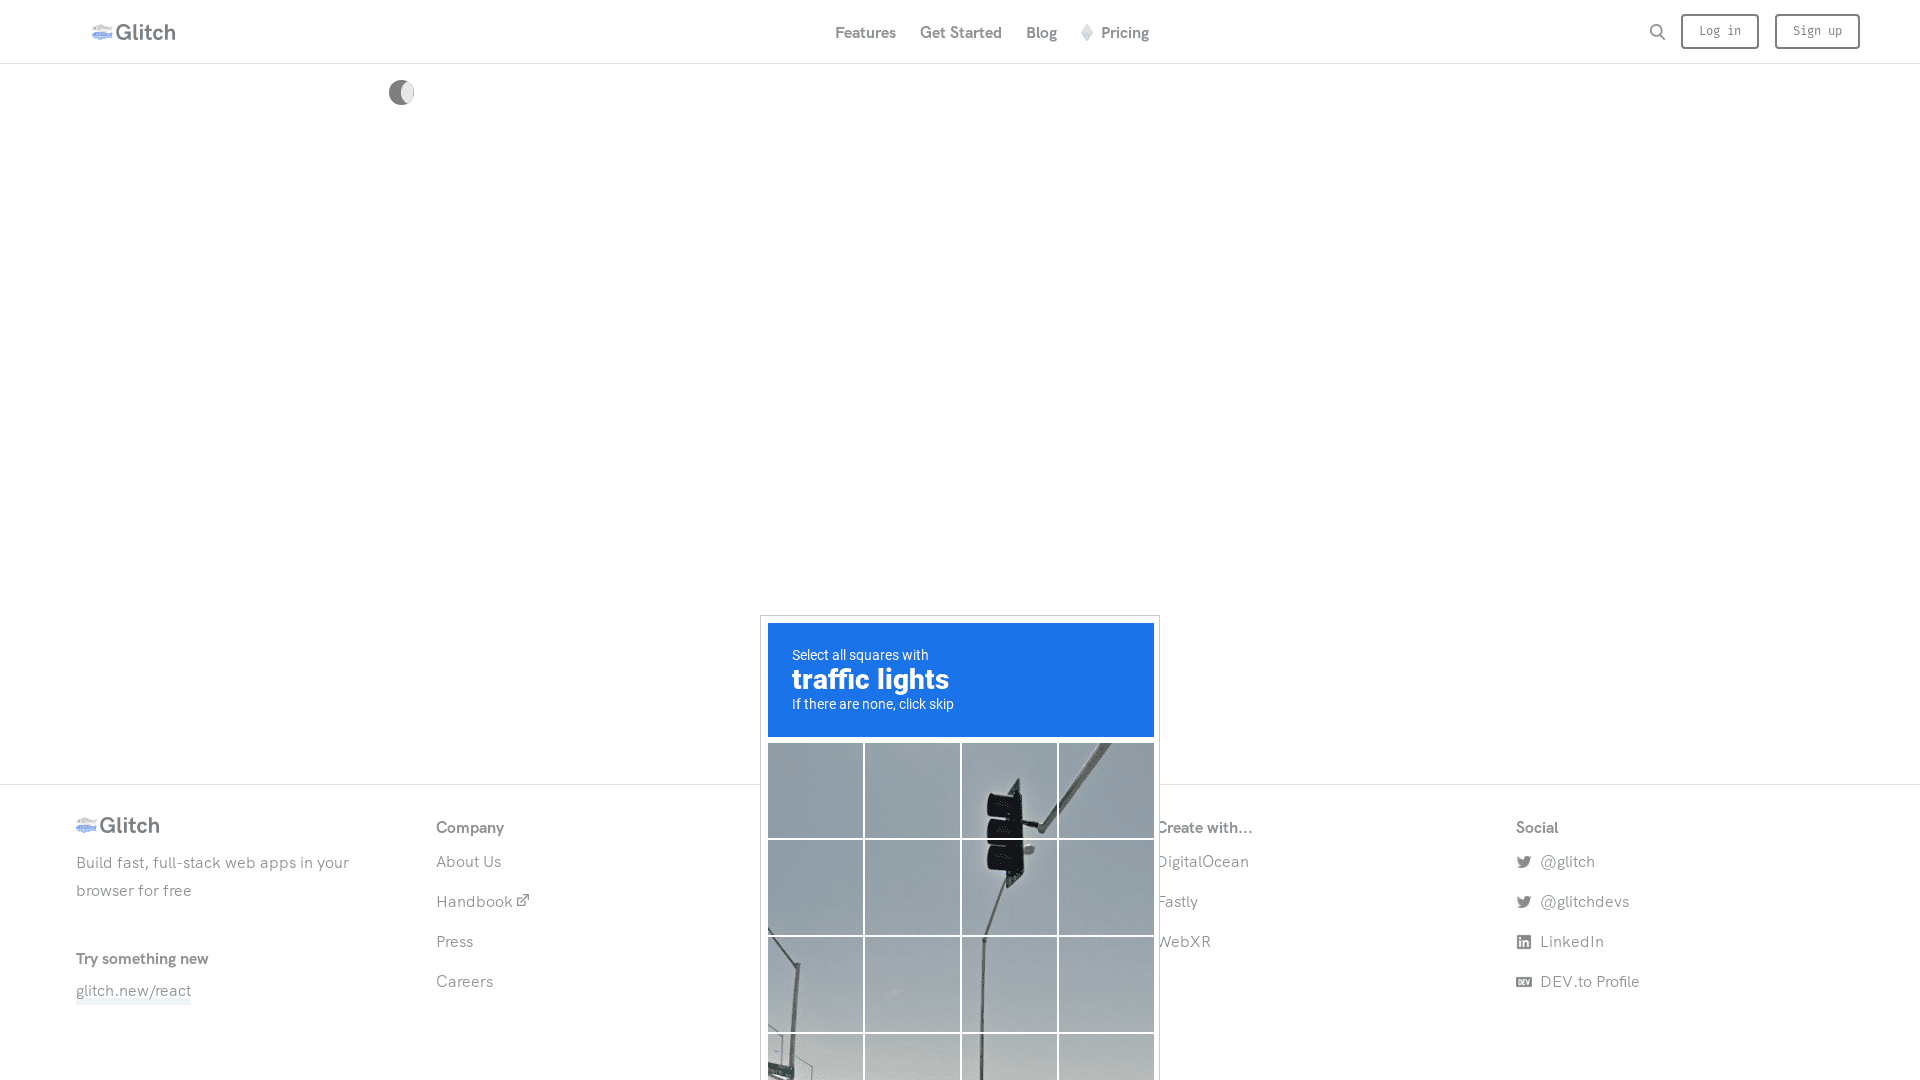 Glitch
Features
Get Started
Blog
Pricing
Log in
Sign up
Select all squares with
traffic lights
If there are none, click skip
Glitch
Build fast, full-stack web apps in your
browser for free
Try something new
glitch.new/react
Company
About Us
Handbook
Press
Careers
Create with...
DigitalOcean
Fastly
WebXR
Social
@glitch
@glitchdevs
LinkedIn
DEV
DEV.to Profile